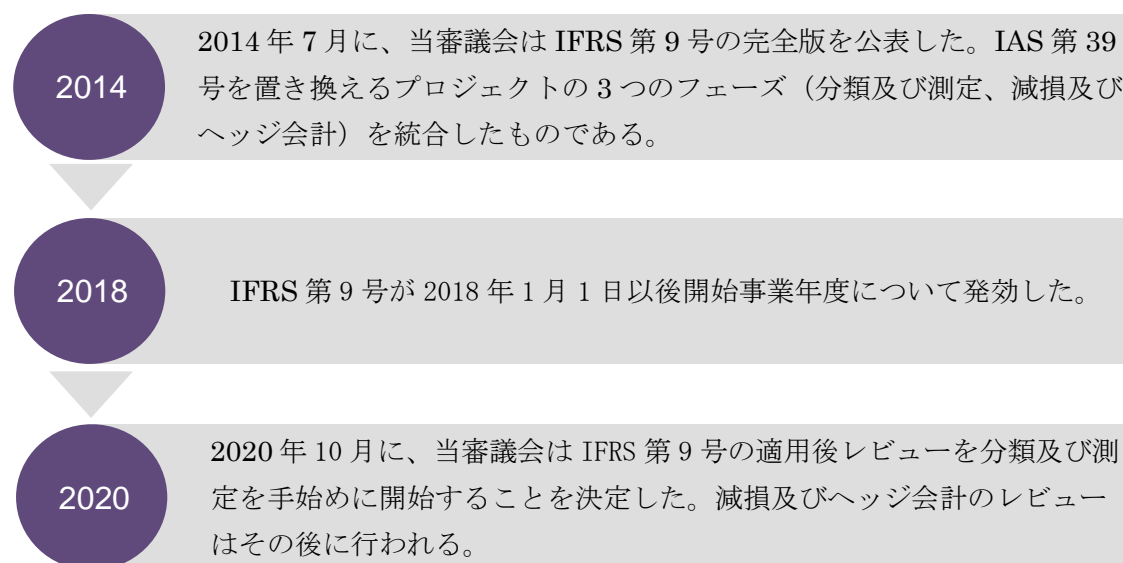 2014
2014年7月に、当審議会はIFRS第9号の完全版を公表した。IAS第39
号を置き換えるプロジェクトの3つのフェーズ（分類及び測定、減損及び
ヘッジ会計）を統合したものである。
2018
IFRS第9号が2018年1月1日以後開始事業年度について発効した。
2020
2020年10月に、当審議会はIFRS第9号の適用後レビューを分類及び測
定を手始めに開始することを決定した。減損及びヘッジ会計のレビュー
はその後に行われる。